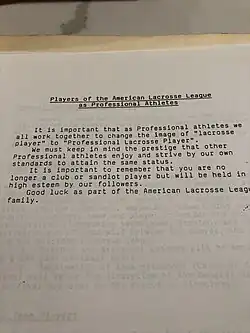 Players of the American Lacrosse League
as Professional Athletes
It is important that as Professional athletes we
all work together to change the image of "lacrosse
player" to "Professional Lacrosse Player".
We must keep in mind the prestige that other
Professional athletes enjoy and strive by our own
standards to attain the same status.
It is important to remember that you are no
longer a club or sandlot player but will be held in
high esteem by our followers.
Good luck as part of the American Lacrosse League
family.